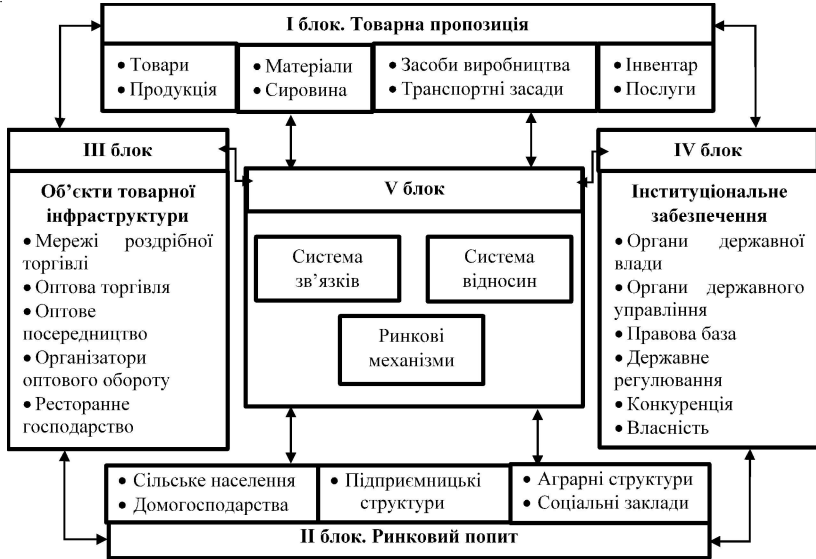 І блок. Товарна пропозиція
• Товари
• Продукція
• Матеріали
• Сировина
• Засоби виробництва
• Транспортні засади
• Інвентар
• Послуги
ІІІ блок
Об’єкти товарної
інфраструктури
• Мережі роздрібної
торгівлі
• Оптова торгівля
• Оптове
посередництво
• Організатори
оптового обороту
• Ресторанне
господарство
V блок
Система
зв’язків
Система
відносин
Ринкові
механізми
IV блок
Інституціональне
забезпечення
• Органи державної
влади
• Органи державного
управління
• Правова база
• Державне
регулювання
• Конкуренція
• Власність
• Сільське населення
• Домогосподарства
• Підприємницькі
структури
• Аграрні структури
• Соціальні заклади
ІІ блок. Ринковий попит